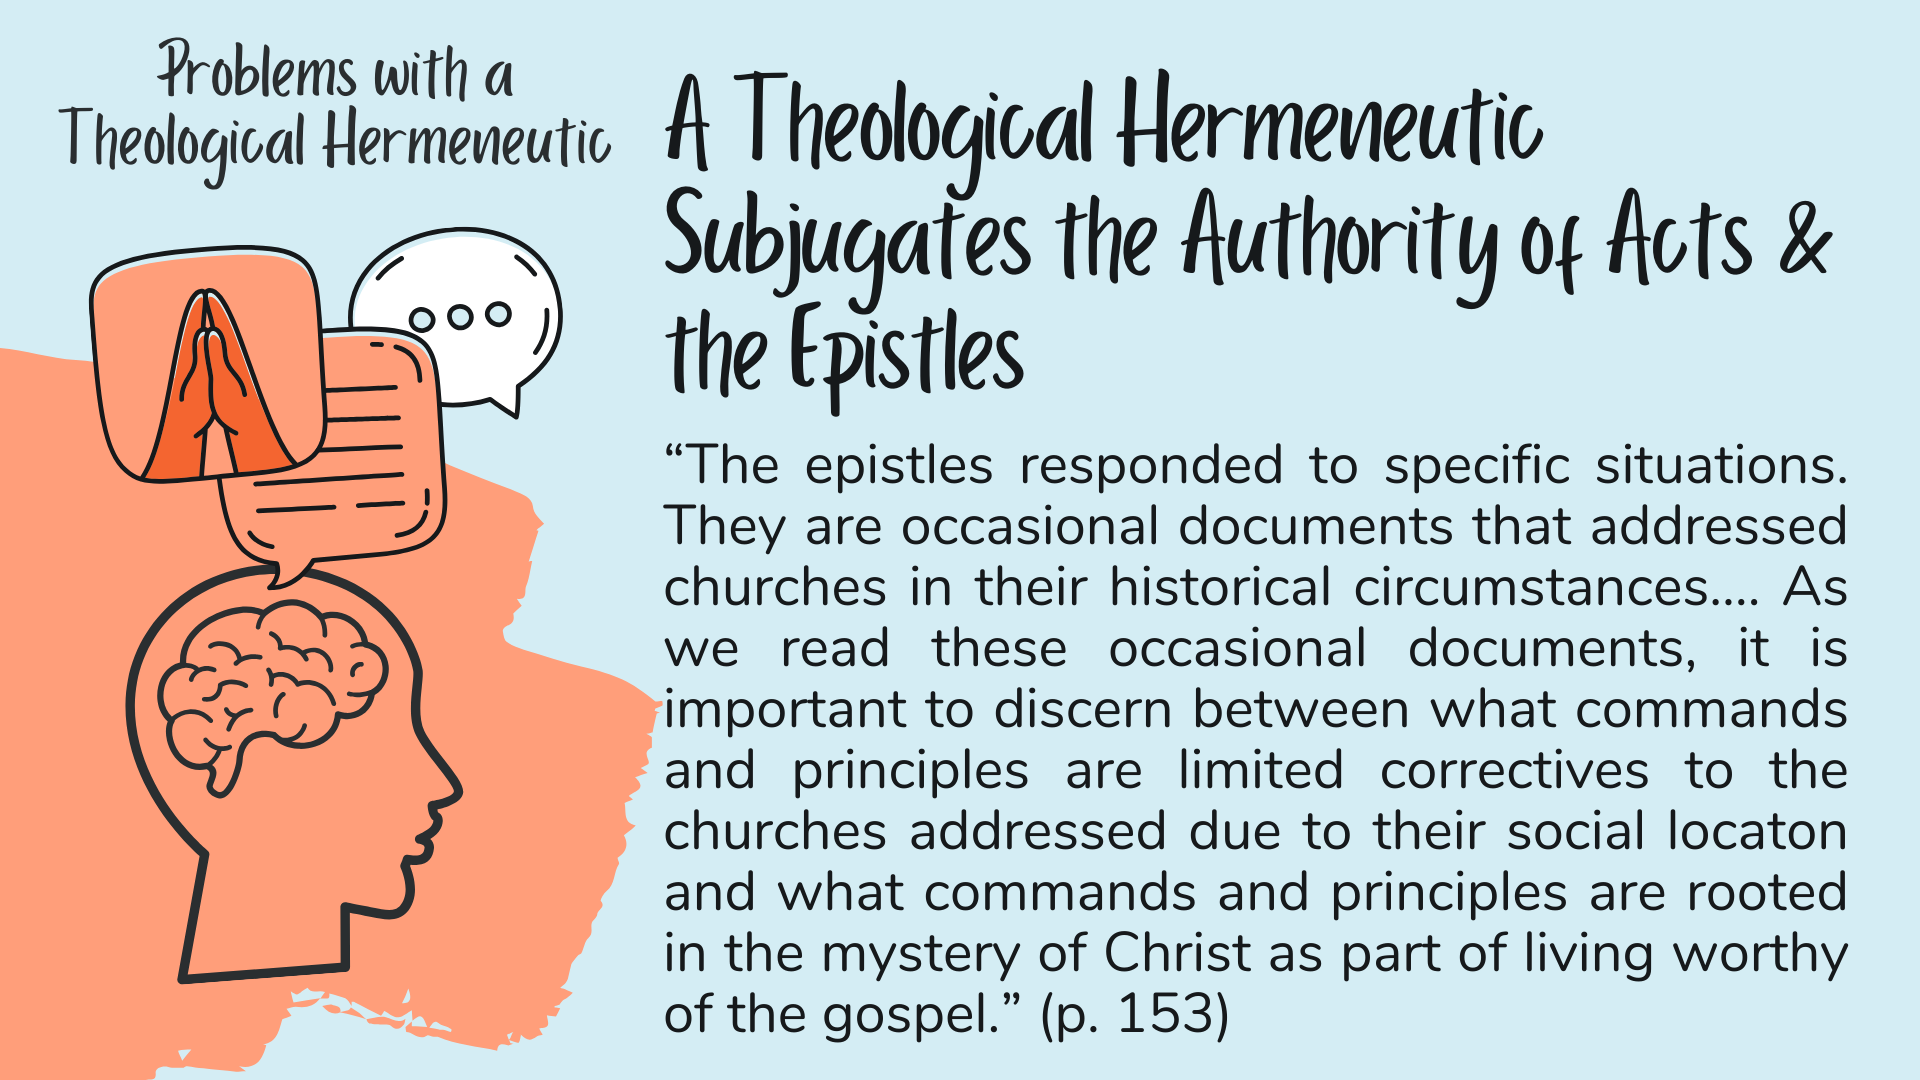 Problems with a
Theological Hermeneutic
A Theological Hermeneutic
Subjugates the Authority of Acts &
the Epistles
“The epistles responded to specific situations.
They are occasional documents that addressed
churches in their historical circumstances.... As
we read these occasional documents, it is
important to discern between what commands
and principles are limited correctives to the
churches addressed due to their social locaton
and what commands and principles are rooted
in the mystery of Christ as part of living worthy
of the gospel.” (p. 153)